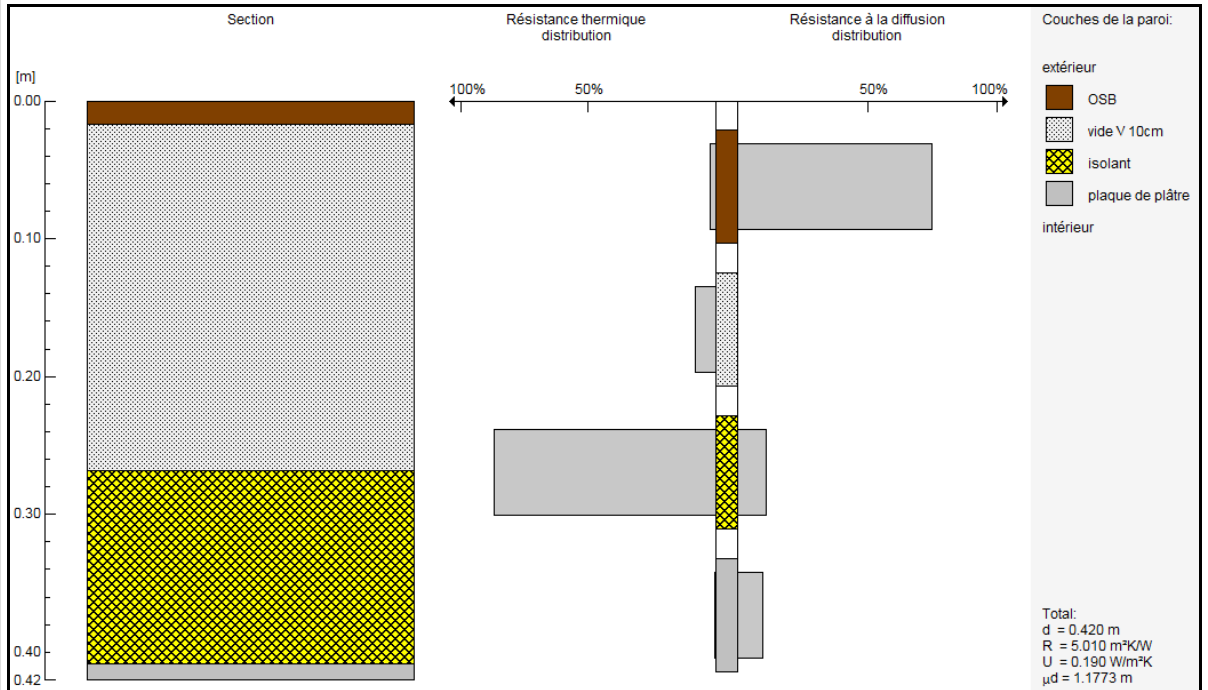 Section
Résistance thermique
distribution
Résistance à la diffusion
distribution
Couches de la paroi:
[m]
0.00
0.10
0.20
0.30
0.40
0.42
100%
50%
50%
100%
extérieur
OSB
vide V 10cm
isolant
plaque de plâtre
intérieur
Total:
d = 0.420 m
R = 5.010 m²K/W
U = 0.190 W/m²K
μd = 1.1773 m